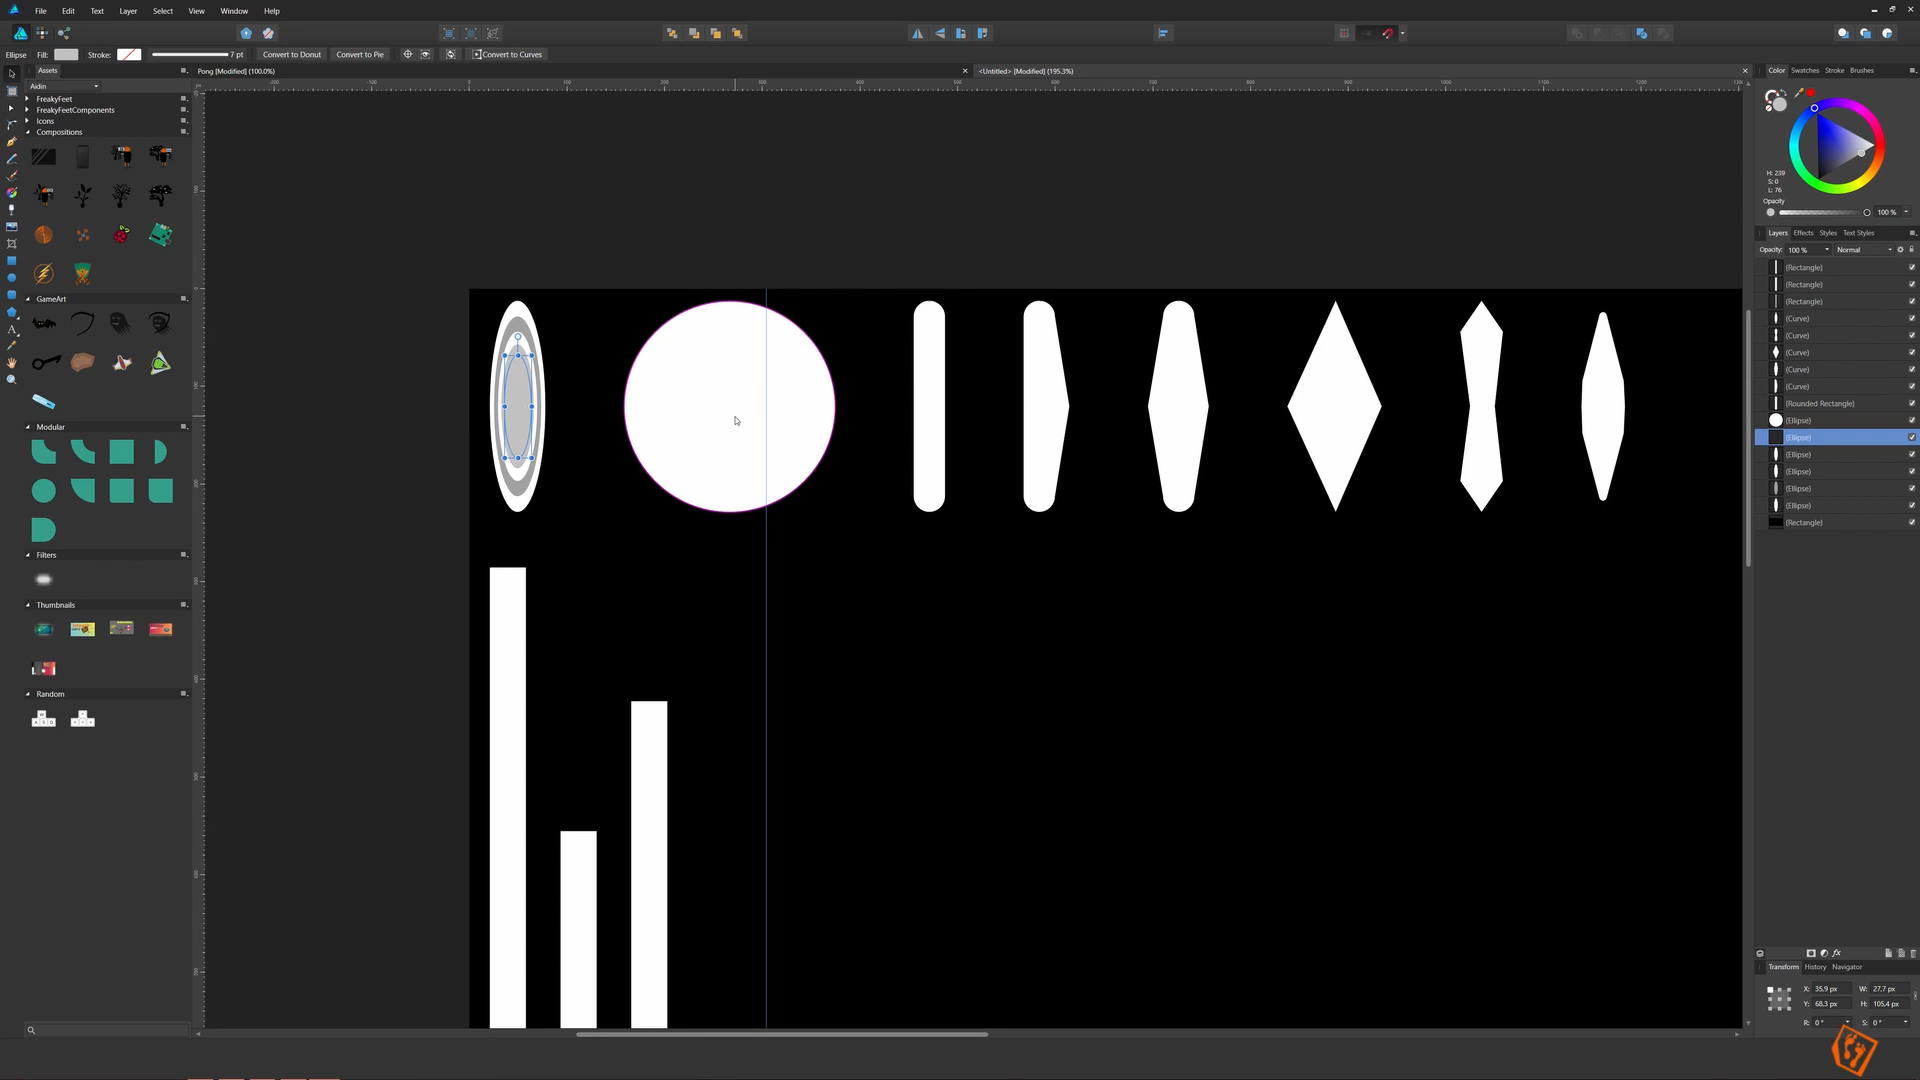 File Edit Text Layer Select View Window Help
Ellipse Fill: Stroke: 7 pt Convert to Donut Convert to Pie Convert to Curves
Assets
Pong [Modified] (100.0%)
<Untitled> [Modified] (195.3%)
Color Swatches Stroke Brushes
Aidin
FreakyFeet
FreakyFeetComponents
Icons
Compositions
GameArt
Modular
Filters
Thumbnails
Random
H: 239
S: 0
L: 76
Opacity
100 %
Layers Effects Styles Text Styles
Opacity: 100 % Normal
(Rectangle)
(Rectangle)
(Rectangle)
(Curve)
(Curve)
(Curve)
(Curve)
(Curve)
(Rounded Rectangle)
(Ellipse)
(Ellipse)
(Ellipse)
(Ellipse)
(Ellipse)
(Ellipse)
(Rectangle)
fx
Transform History Navigator
X: 35,9 px W: 27,7 px
Y: 68,3 px H: 105,4 px
R: 0 ° S: 0 °